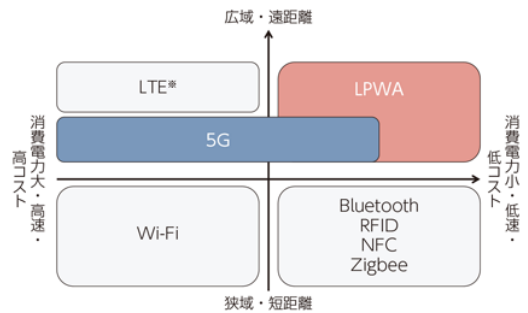 広域・遠距離
LTE※
LPWA
5G
消費電力大・高速・
高コスト
消費電力小・低速・
低コスト
Wi-Fi
Bluetooth
RFID
NFC
Zigbee
狭域・短距離